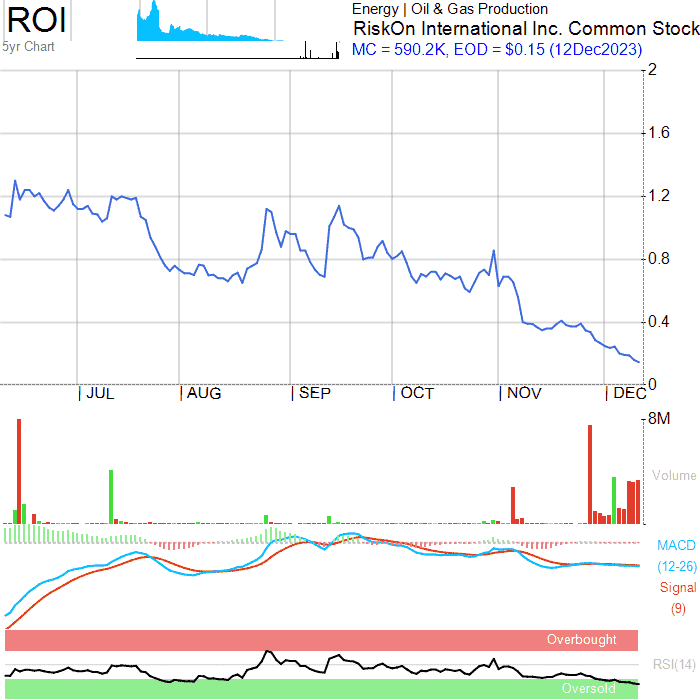 ROI
5yr Chart
Energy | Oil & Gas Production
RiskOn International Inc. Common Stock
MC = 590.2K, EOD = $0.15 (12Dec2023)
2
1.6
1.2
0.8
0.4
0
JUL AUG SEP OCT NOV DEC
8M
Volume
MACD
(12-26)
Signal
(9)
Overbought
RSI(14)
Oversold